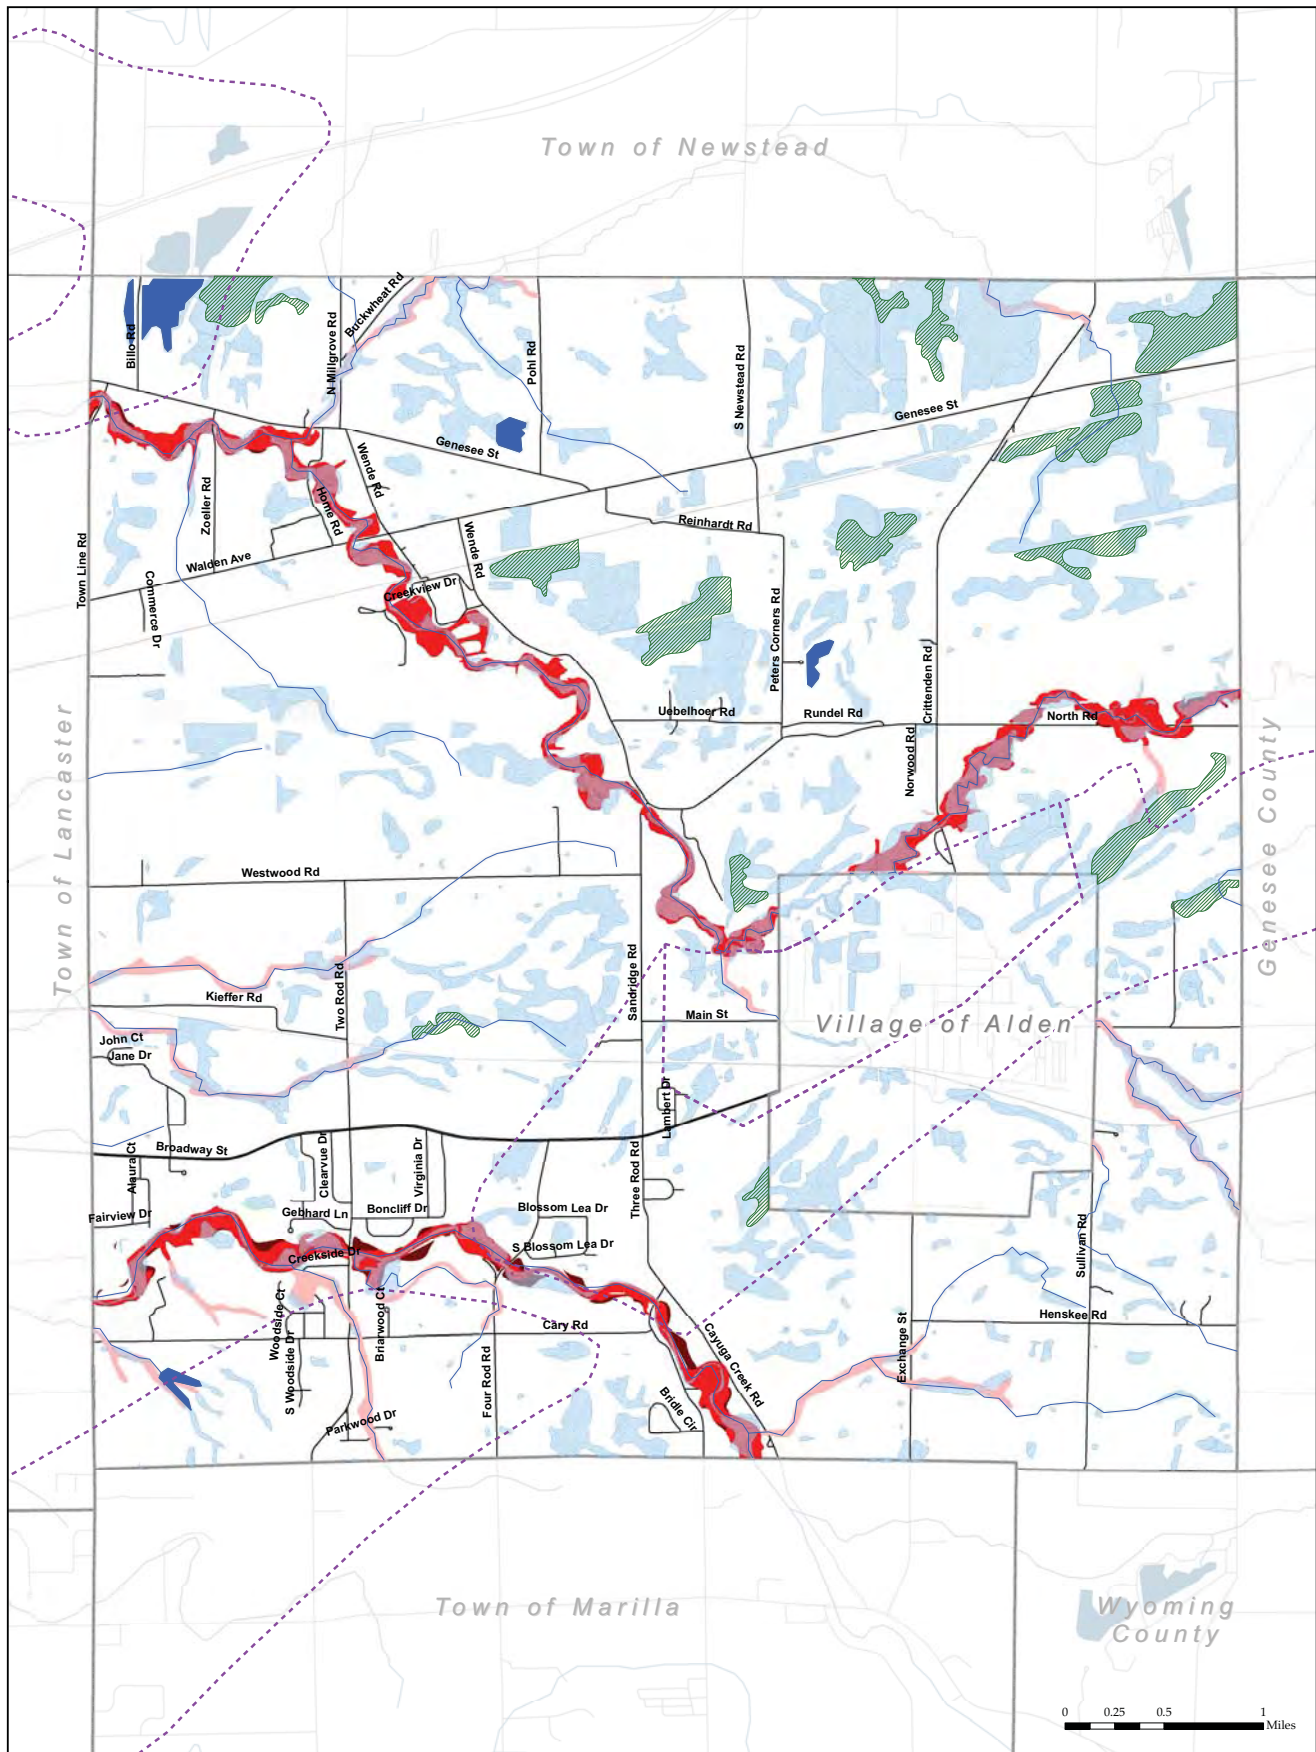 Town of Newstead
Buckwheat Rd
Billo Rd
N Millgrove Rd
Pohl Rd
S Newstead Rd
Genesee St
Genesee St
Wende Rd
Zoeller Rd
Home Rd
Reinhardt Rd
Wende Rd
Walden Ave
Town Line Rd
Commerce Dr
Creekview Dr
Peters Corners Rd
Crittenden Rd
Uebelhoer Rd
Rundel Rd
North Rd
Norwood Rd
Town of Lancaster
Genesee County
Westwood Rd
Sandridge Rd
Two Rod Rd
Kieffer Rd
Main St
Village of Alden
John Ct
Jane Dr
Lambert Dr
Broadway St
Alaura Ct
Clearvue Dr
Virginia Dr
Three Rod Rd
Fairview Dr
Gebhard Ln
Boncliff Dr
Blossom Lea Dr
S Blossom Lea Dr
Creekside Dr
Sullivan Rd
Woodside Ct
Briarwood Ct
Cary Rd
Henskee Rd
Exchange St
Cayuga Creek Rd
S Woodside Dr
Four Rod Rd
Bridle Cir
Parkwood Dr
Town of Marilla
Wyoming
County
0 0.25 0.5 1
Miles